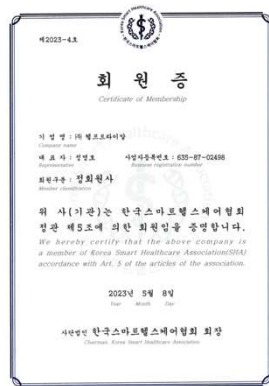 Korea Smart Healthcare Association
제2023-4호
회 원 증
Certificate of Membership
기 업 명 : ㈜ 헬프트라이알
Company name
대 표 자 : 정영호 사업자등록번호 : 635-87-02498
Representative Business registration number
회원구분 : 정회원사
Member classification
위 사(기관)는 한국스마트헬스케어협회
정관 제5조에 의한 회원임을 증명합니다.
We hereby certify that the above company is
a member of Korea Smart Healthcare Association(SHA)
accordance with Art. 5 of the articles of the association.
2023년 5월 8일
Year Month Day
사단법인 한국스마트헬스케어협회 회장
Chairman, Korea Smart Healthcare Association